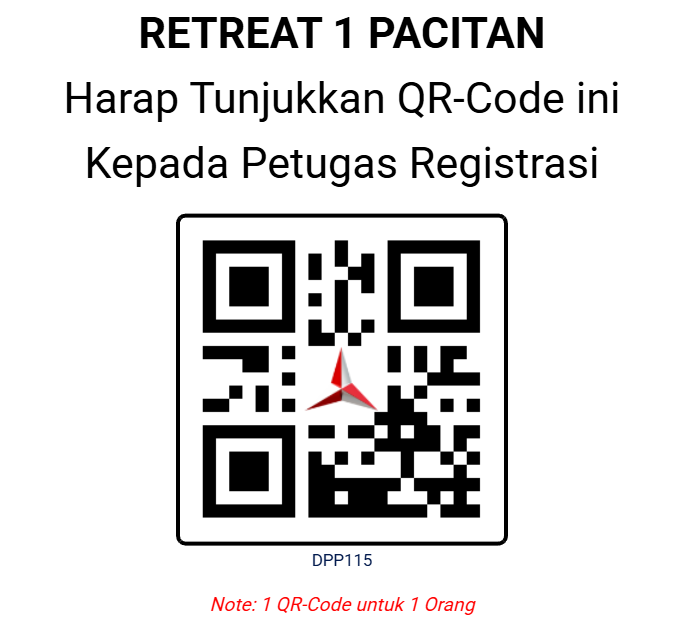 RETREAT 1 PACITAN
Harap Tunjukkan QR-Code ini
Kepada Petugas Registrasi
DPP115
Note: 1 QR-Code untuk 1 Orang